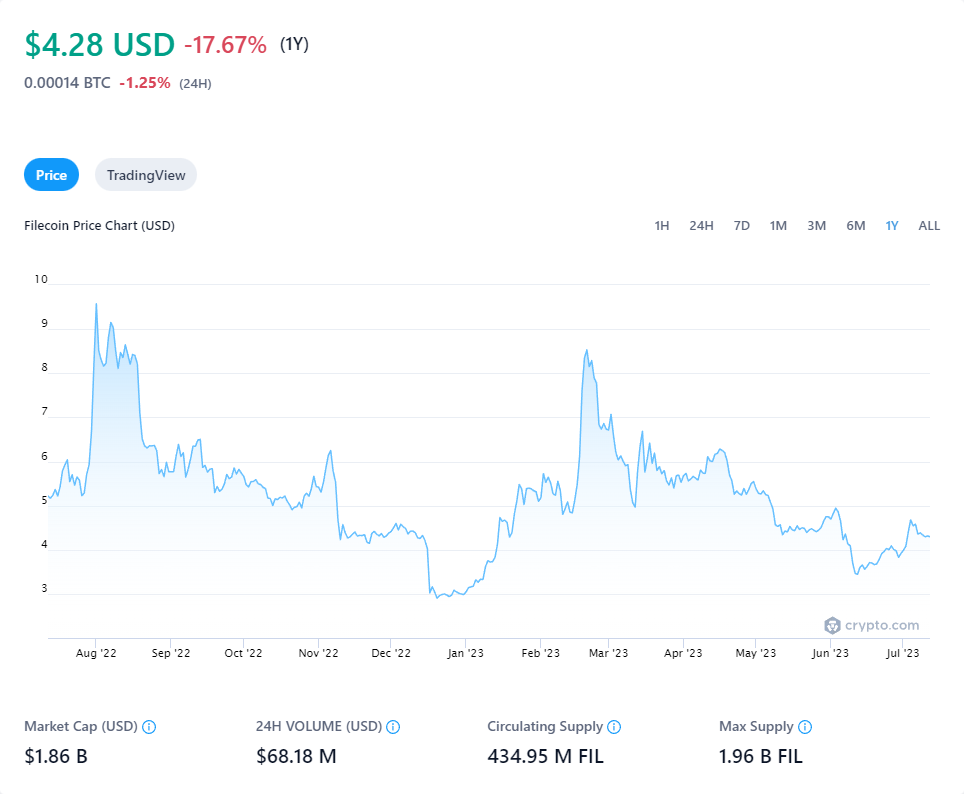 $4.28 USD -17.67% (1Y)
0.00014 BTC -1.25% (24H)
Price TradingView
Filecoin Price Chart (USD) 1H 24H 7D 1M 3M 6M 1Y ALL
10
9
8
7
6
5
4
3
crypto.com
Aug '22 Sep '22 Oct '22 Nov '22 Dec '22 Jan '23 Feb '23 Mar '23 Apr '23 May '23 Jun '23 Jul '23
Market Cap (USD) 24H VOLUME (USD) Circulating Supply Max Supply
$1.86 B $68.18 M 434.95 M FIL 1.96 B FIL